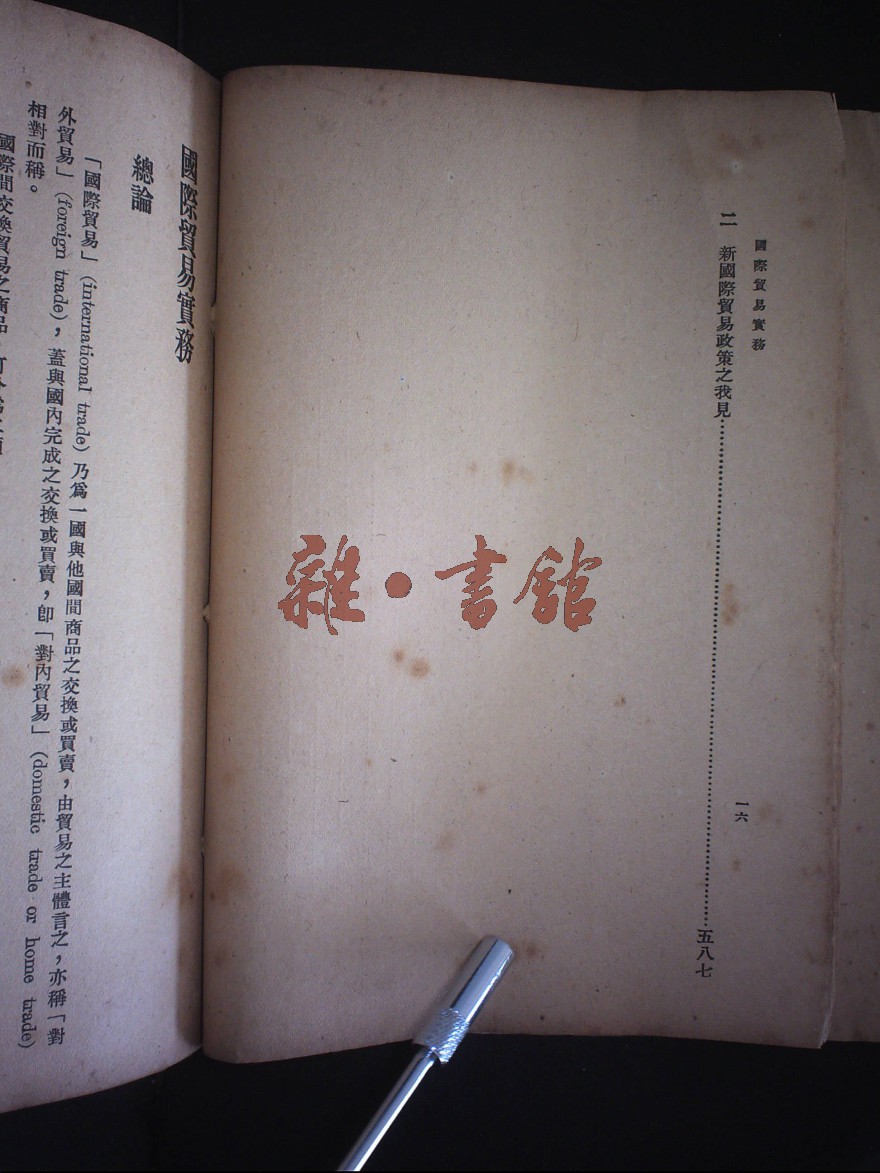 國際貿易實務
二　新國際貿易政策之我見……五八七
一六
國際貿易實務
總論
「國際貿易」(international trade) 乃爲一國與他國間商品之交換或買賣，由貿易之主體言之，亦稱「對
外貿易」(foreign trade)，蓋與國內完成之交換或買賣，卽「對內貿易」(domestic trade or home trade)
相對而稱。
國際間交換貿易之商品
雜·書館